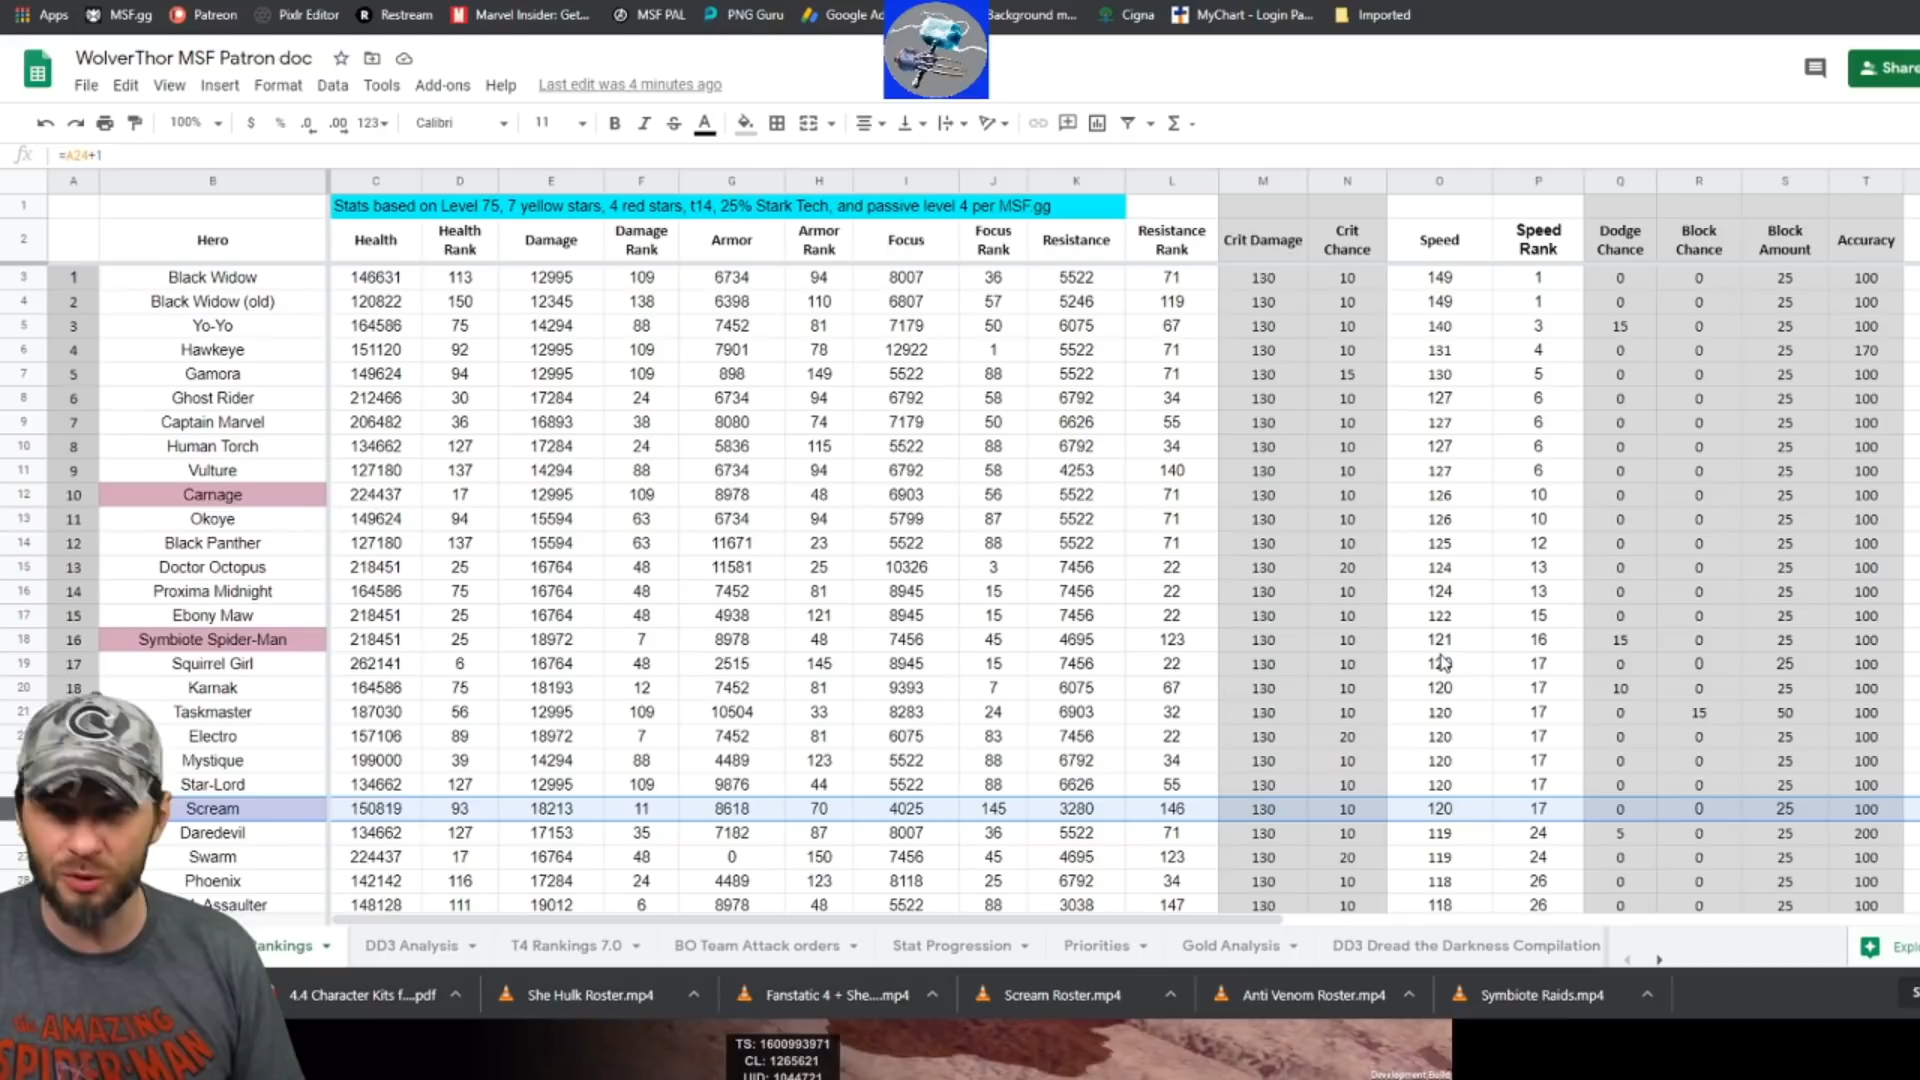 Apps MSF.gg Patreon Pixlr Editor Restream Marvel Insider: Get... MSF PAL PNG Guru Google Ad Background m... Cigna MyChart - Login Pa... Imported
WolverThor MSF Patron doc
Share
File Edit View Insert Format Data Tools Add-ons Help Last edit was 4 minutes ago
100% $ % .0 .00 123 Calibri 11 B I S A
fx =A24+1
A B C D E F G H I J K L M N O P Q R S T
1 Stats based on Level 75, 7 yellow stars, 4 red stars, t14, 25% Stark Tech, and passive level 4 per MSF.gg
2 Hero Health Health Rank Damage Damage Rank Armor Armor Rank Focus Focus Rank Resistance Resistance Rank Crit Damage Crit Chance Speed Speed Rank Dodge Chance Block Chance Block Amount Accuracy
3 1 Black Widow 146631 113 12995 109 6734 94 8007 36 5522 71 130 10 149 1 0 0 25 100
4 2 Black Widow (old) 120822 150 12345 138 6398 110 6807 57 5246 119 130 10 149 1 0 0 25 100
5 3 Yo-Yo 164586 75 14294 88 7452 81 7179 50 6075 67 130 10 140 3 15 0 25 100
6 4 Hawkeye 151120 92 12995 109 7901 78 12922 1 5522 71 130 10 131 4 0 0 25 170
7 5 Gamora 149624 94 12995 109 898 149 5522 88 5522 71 130 15 130 5 0 0 25 100
8 6 Ghost Rider 212466 30 17284 24 6734 94 6792 58 6792 34 130 10 127 6 0 0 25 100
9 7 Captain Marvel 206482 36 16893 38 8080 74 7179 50 6626 55 130 10 127 6 0 0 25 100
10 8 Human Torch 134662 127 17284 24 5836 115 5522 88 6792 34 130 10 127 6 0 0 25 100
11 9 Vulture 127180 137 14294 88 6734 94 6792 58 4253 140 130 10 127 6 0 0 25 100
12 10 Carnage 224437 17 12995 109 8978 48 6903 56 5522 71 130 10 126 10 0 0 25 100
13 11 Okoye 149624 94 15594 63 6734 94 5799 87 5522 71 130 10 126 10 0 0 25 100
14 12 Black Panther 127180 137 15594 63 11671 23 5522 88 5522 71 130 10 125 12 0 0 25 100
15 13 Doctor Octopus 218451 25 16764 48 11581 25 10326 3 7456 22 130 20 124 13 0 0 25 100
16 14 Proxima Midnight 164586 75 16764 48 7452 81 8945 15 7456 22 130 10 124 13 0 0 25 100
17 15 Ebony Maw 218451 25 16764 48 4938 121 8945 15 7456 22 130 10 122 15 0 0 25 100
18 16 Symbiote Spider-Man 218451 25 18972 7 8978 48 7456 45 4695 123 130 10 121 16 15 0 25 100
19 17 Squirrel Girl 262141 6 16764 48 2515 145 8945 15 7456 22 130 10 17 0 0 25 100
20 18 Karnak 164586 75 18193 12 7452 81 9393 7 6075 67 130 10 120 17 10 0 25 100
21 Taskmaster 187030 56 12995 109 10504 33 8283 24 6903 32 130 10 120 17 0 15 50 100
Electro 157106 89 18972 7 7452 81 6075 83 7456 22 130 20 120 17 0 0 25 100
Mystique 199000 39 14294 88 4489 123 5522 88 6792 34 130 10 120 17 0 0 25 100
Star-Lord 134662 127 12995 109 9876 44 5522 88 6626 55 130 10 120 17 0 0 25 100
Scream 150819 93 18213 11 8618 70 4025 145 3280 146 130 10 120 17 0 0 25 100
Daredevil 134662 127 17153 35 7182 87 8007 36 5522 71 130 10 119 24 5 0 25 200
27 Swarm 224437 17 16764 48 0 150 7456 45 4695 123 130 20 119 24 0 0 25 100
28 Phoenix 142142 116 17284 24 4489 123 8118 25 6792 34 130 10 118 26 0 0 25 100
Assaulter 148128 111 19012 6 8978 48 5522 88 3038 147 130 10 118 26 0 0 25 100
ankings DD3 Analysis T4 Rankings 7.0 BO Team Attack orders Stat Progression Priorities Gold Analysis DD3 Dread the Darkness Compilation Explo
4.4 Character Kits f....pdf She Hulk Roster.mp4 Fanstatic 4 + She....mp4 Scream Roster.mp4 Anti Venom Roster.mp4 Symbiote Raids.mp4 S
AMAZING
SPIDER-MAN
TS: 1600993971
CL: 1265621
UID: 1044721
Development Build